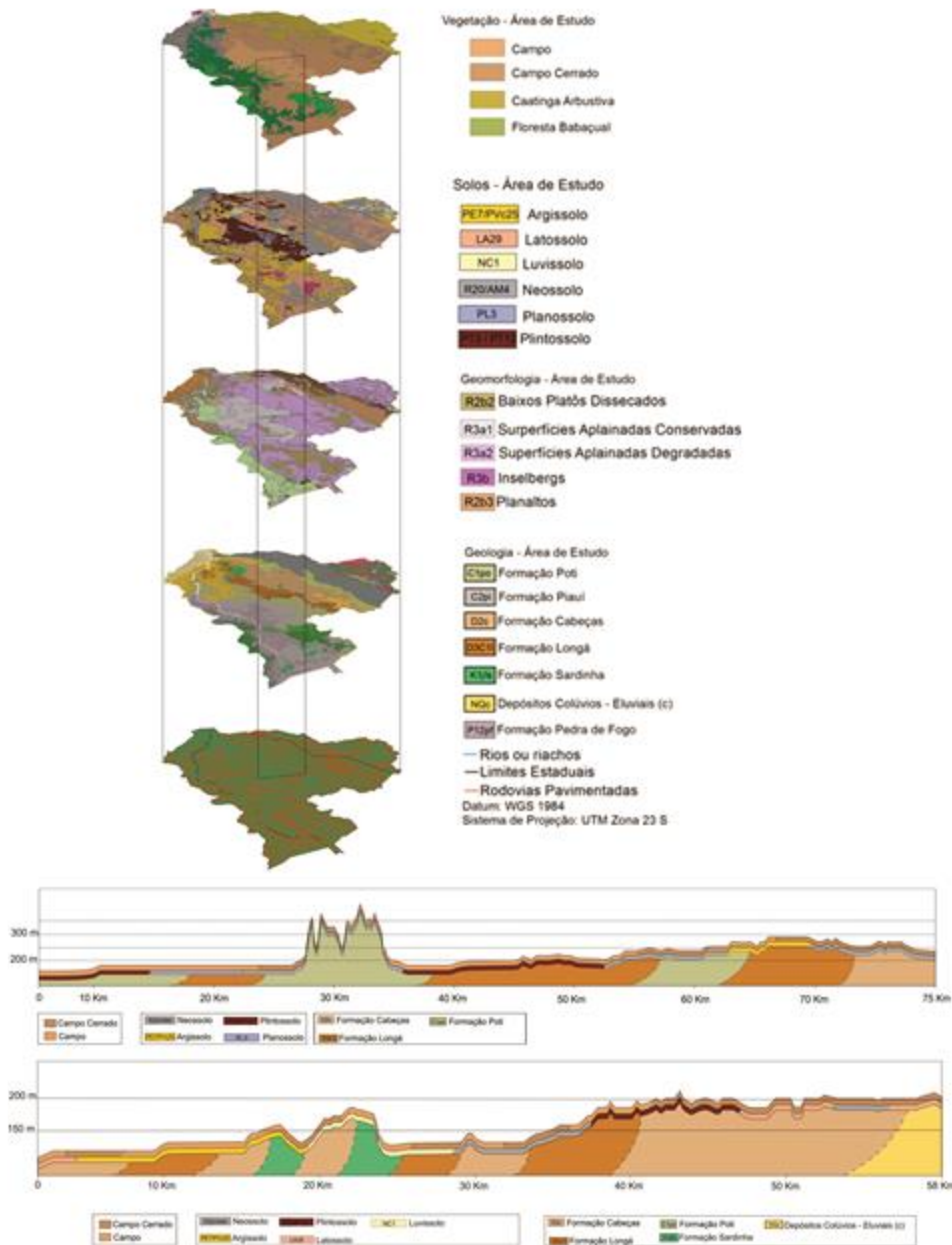 Vegetação - Área de Estudo
Campo
Campo Cerrado
Caatinga Arbustiva
Floresta Babaçual
Solos - Área de Estudo
PE7/PVc25 Argissolo
LA29 Latossolo
NC1 Luvissolo
R20/AM4 Neossolo
PL3 Planossolo
Plintossolo
Geomorfologia - Área de Estudo
R2b2 Baixos Platôs Dissecados
R3a1 Surperfícies Aplainadas Conservadas
R3a2 Superfícies Aplainadas Degradadas
R3b Inselbergs
R2b3 Planaltos
Geologia - Área de Estudo
C1po Formação Poti
C2pi Formação Piauí
D2c Formação Cabeças
D3C1l Formação Longá
Formação Sardinha
NQc Depósitos Colúvios - Eluviais (c)
P12pf Formação Pedra de Fogo
Rios ou riachos
Limites Estaduais
Rodovias Pavimentadas
Datum: WGS 1984
Sistema de Projeção: UTM Zona 23 S
300 m
200 m
0 10 Km 20 Km 30 Km 40 Km 50 Km 60 Km 70 Km 75 Km
Campo Cerrado Neossolo Plintossolo Formação Cabeças Formação Poti
Campo Argissolo Planossolo Formação Longá
200 m
150 m
0 10 Km 20 Km 30 Km 40 Km 50 Km 58 Km
Campo Cerrado Neossolo Plintossolo NC1 Luvissolo Formação Cabeças Formação Poti Depósitos Colúvios - Eluviais (c)
Campo Argissolo Latossolo Formação Longá Formação Sardinha